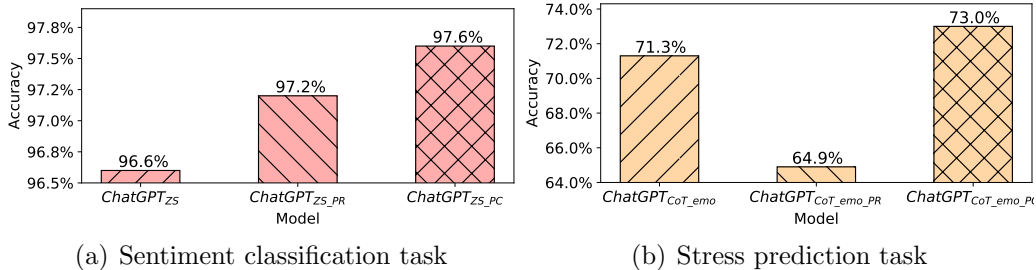 97.8%
97.5%
97.2%
97.0%
96.8%
96.5%
Accuracy
96.6%
97.2%
97.6%
ChatGPT_ZS
ChatGPT_ZS_PR
ChatGPT_ZS_PC
Model
(a) Sentiment classification task
74.0%
72.0%
70.0%
68.0%
66.0%
64.0%
Accuracy
71.3%
64.9%
73.0%
ChatGPT_CoT_emo
ChatGPT_CoT_emo_PR
ChatGPT_CoT_emo_PC
Model
(b) Stress prediction task